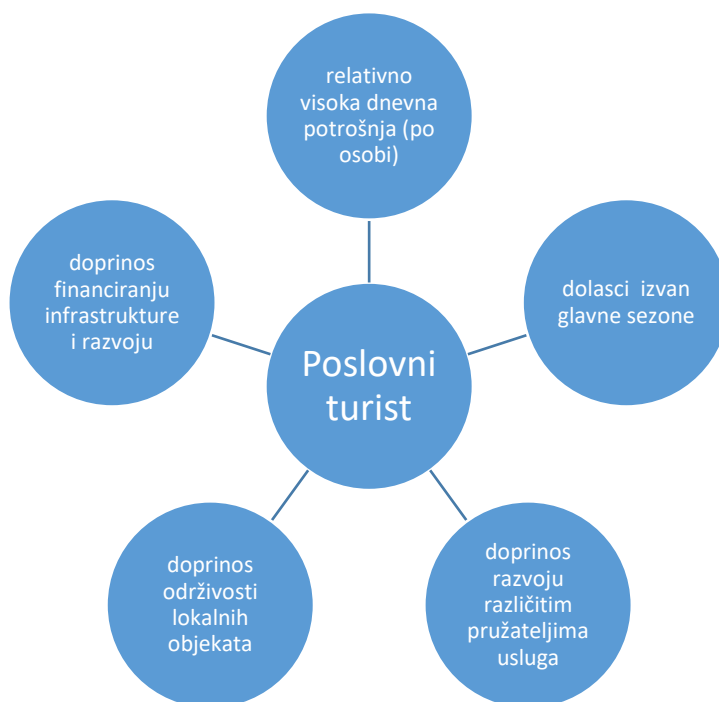 relativno
visoka dnevna
potrošnja (po
osobi)
doprinos
financiranju
infrastrukture
i razvoju
dolasci  izvan
glavne sezone
Poslovni
turist
doprinos
održivosti
lokalnih
objekata
doprinos
razvoju
različitim
pružateljima
usluga